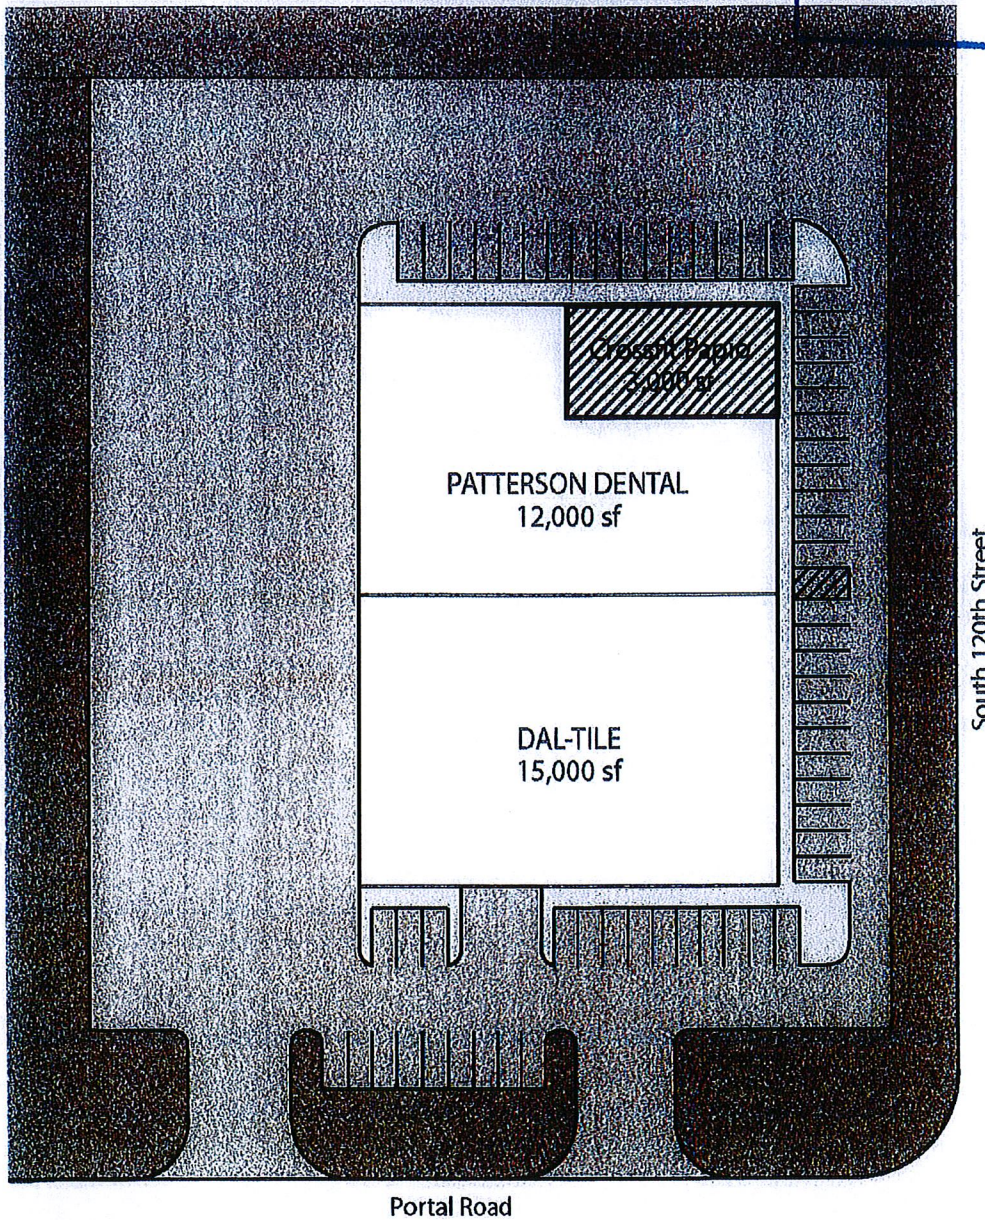 Crossfit Papio
3,000 sf
PATTERSON DENTAL
12,000 sf
South 120th Street
DAL-TILE
15,000 sf
Portal Road